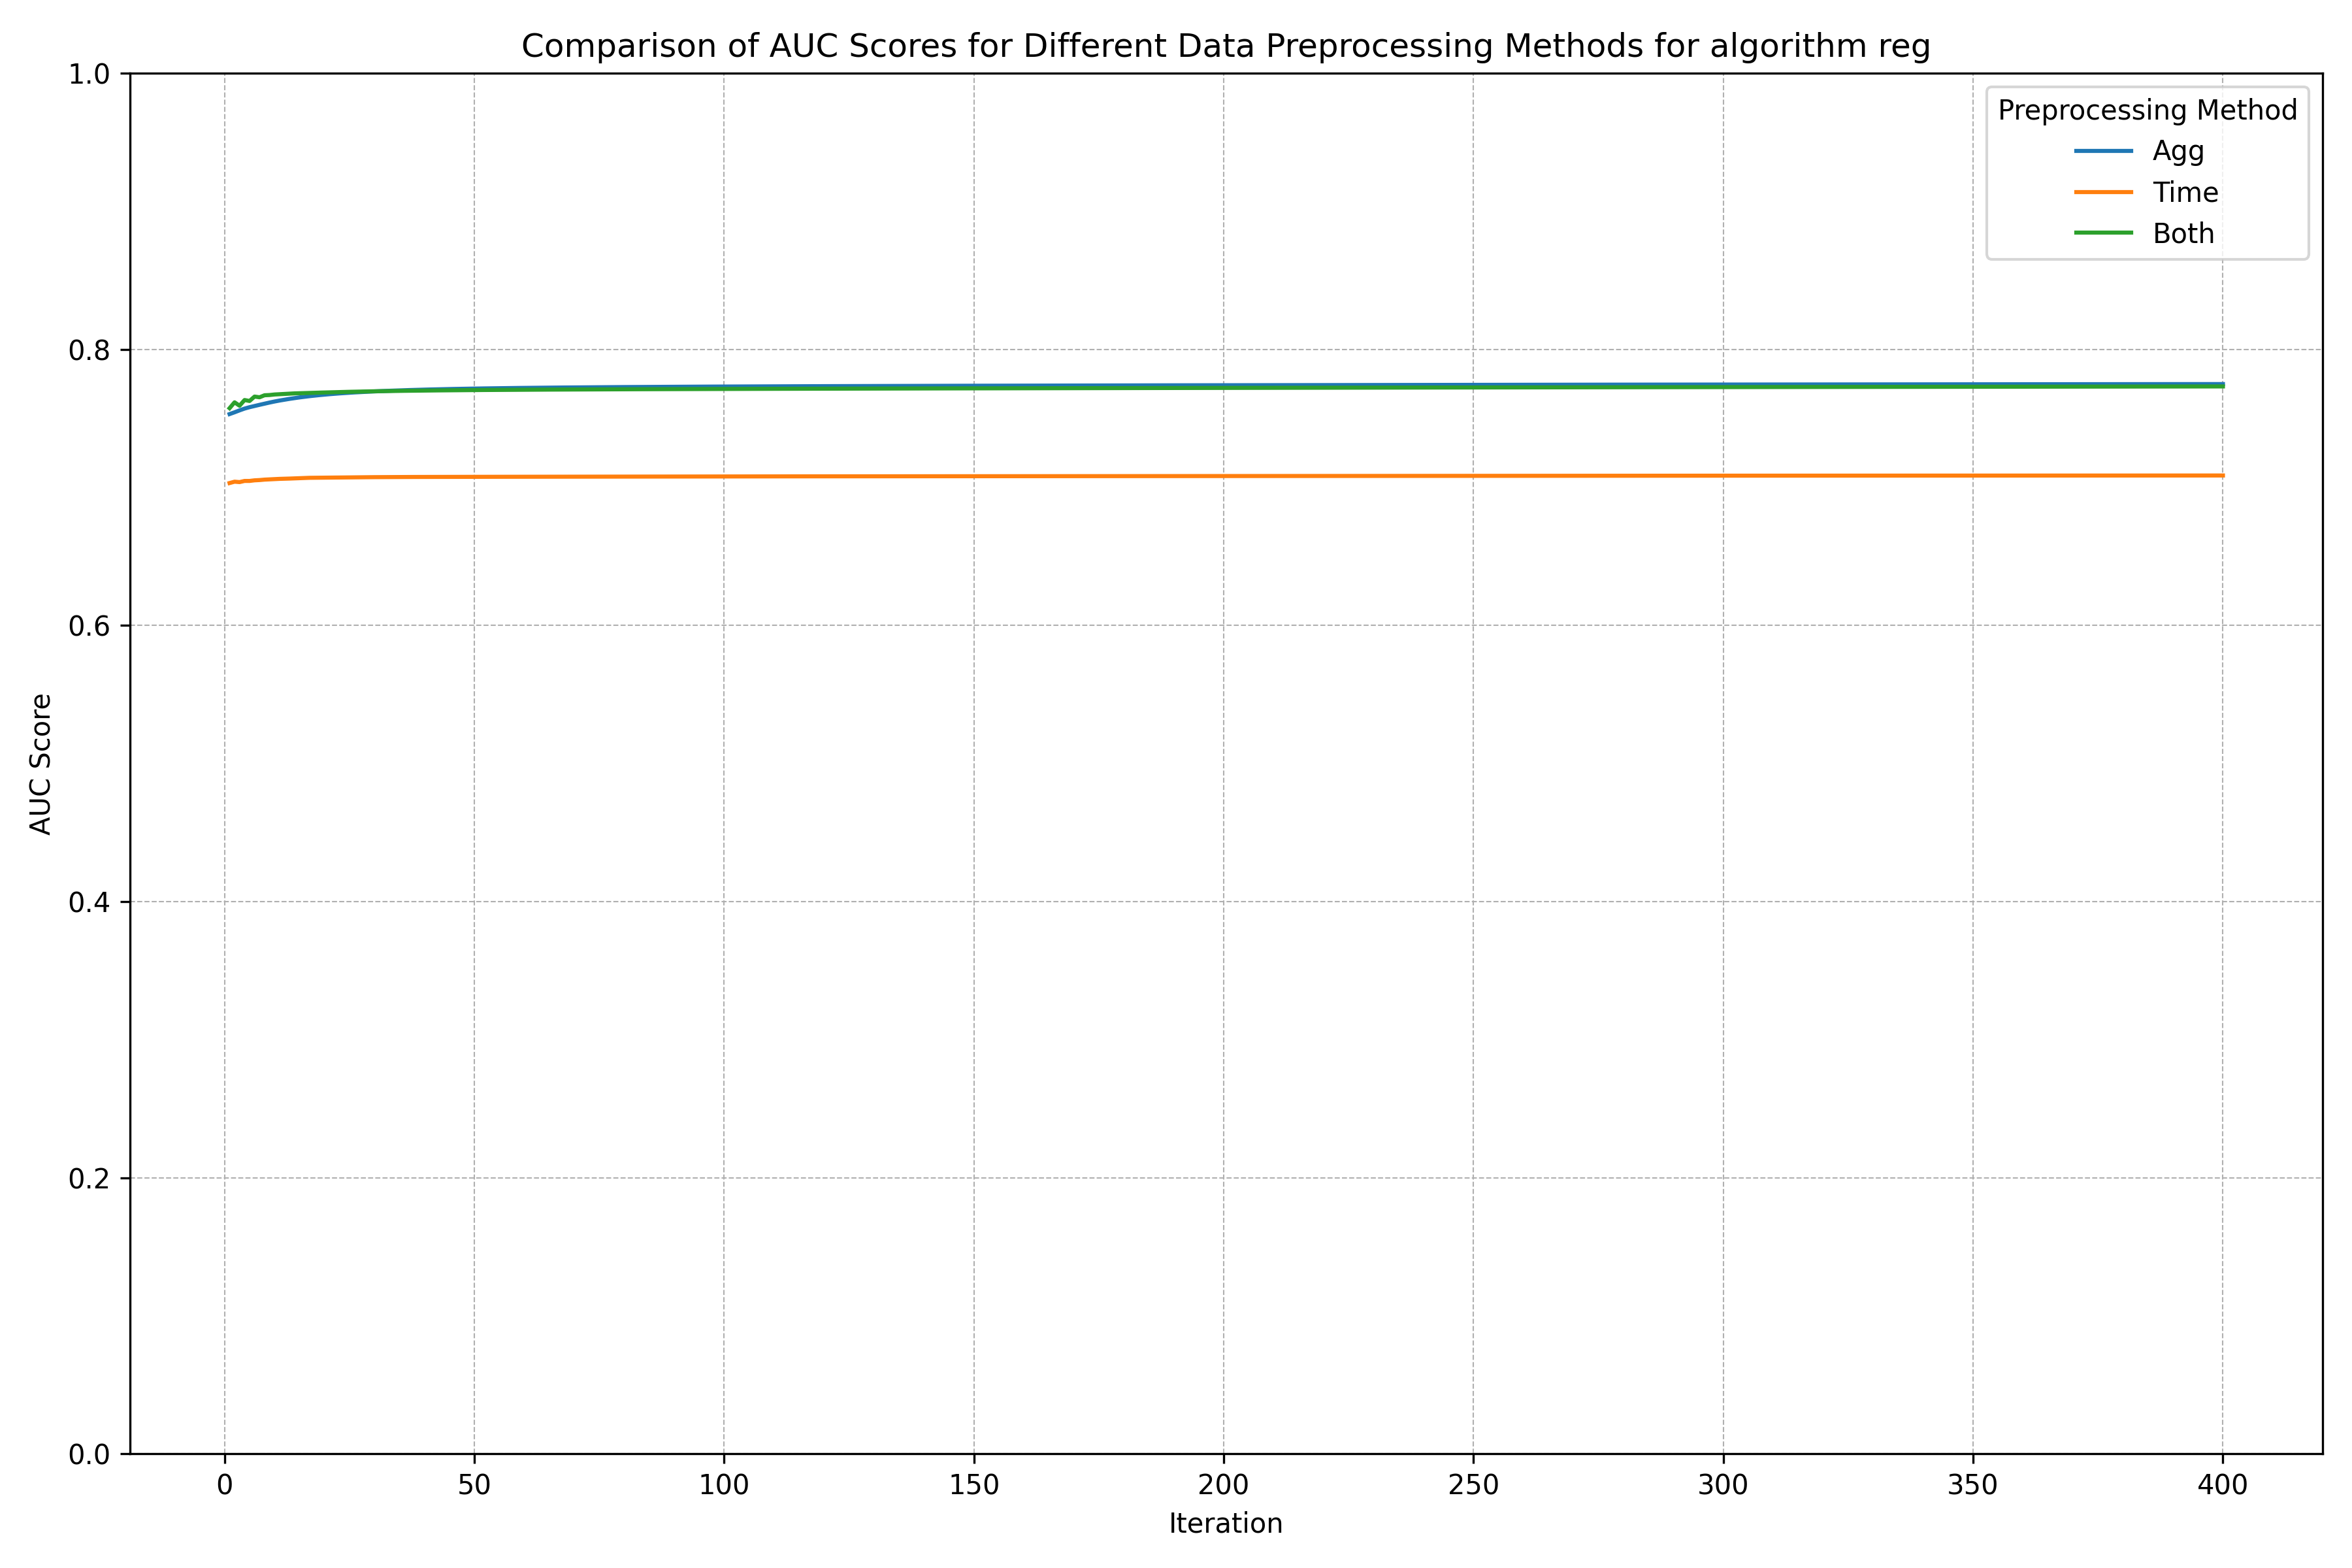 Comparison of AUC Scores for Different Data Preprocessing Methods for algorithm reg
1.0
0.8
0.6
0.4
0.2
0.0
AUC Score
Preprocessing Method
Agg
Time
Both
0 50 100 150 200 250 300 350 400
Iteration